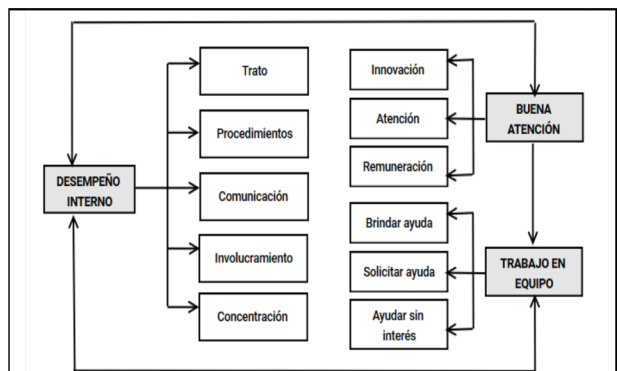 DESEMPEÑO
INTERNO
Trato
Procedimientos
Comunicación
Involucramiento
Concentración
Innovación
Atención
Remuneración
BUENA
ATENCIÓN
Brindar ayuda
Solicitar ayuda
Ayudar sin
interés
TRABAJO EN
EQUIPO